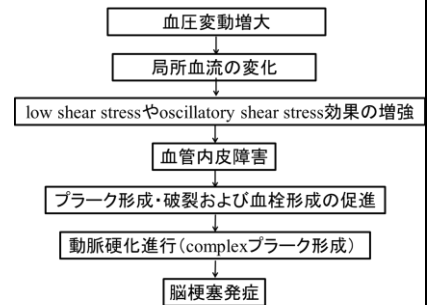 血圧変動増大
局所血流の変化
low shear stressやoscillatory shear stress効果の増強
血管内皮障害
プラーク形成・破裂および血栓形成の促進
動脈硬化進行(complexプラーク形成)
脳梗塞発症